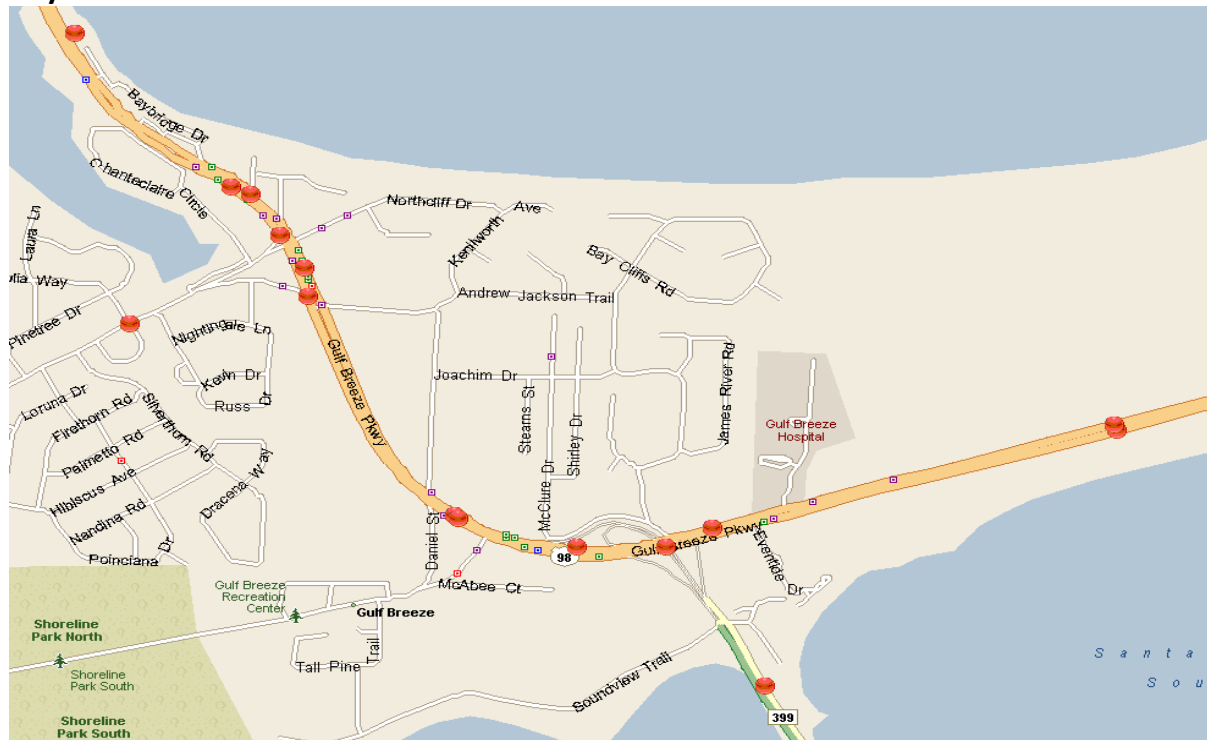 Baybridge Dr
Chanteclaire Circle
Northcliff Dr
Ave
Kenilworth
Laura Ln
Way
Bay Cliffs Rd
Andrew Jackson Trail
Pinetree Dr
Nightingale Ln
Gulf Breeze Pkwy
James River Rd
Kevin Dr
Joachim Dr
Russ Dr
Loruna Dr
Stearns St
Shirley Dr
Firethorn Rd
Silverthorn Rd
Gulf Breeze
Hospital
Palmetto Rd
Hibiscus Ave
Dracena Way
McClure Dr
Nandina Rd
Poinciana Dr
Daniel St
98
Gulf Breeze Pkwy
Eventide Dr
McAbee Ct
Gulf Breeze
Recreation
Center
Gulf Breeze
Shoreline
Park North
Tall Pine Trail
Shoreline
Park South
Soundview Trail
Santa
Sou
399
Shoreline
Park South